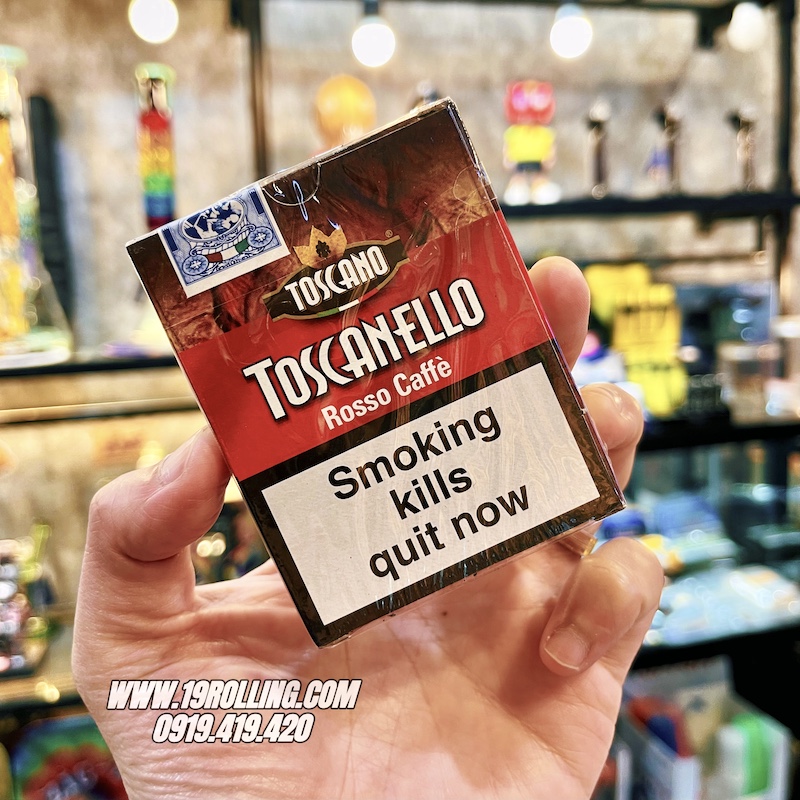 TOSCANO
TOSCANELLO
Rosso Caffè
Smoking
kills
quit now
WWW.19ROLLING.COM
0919.419.420